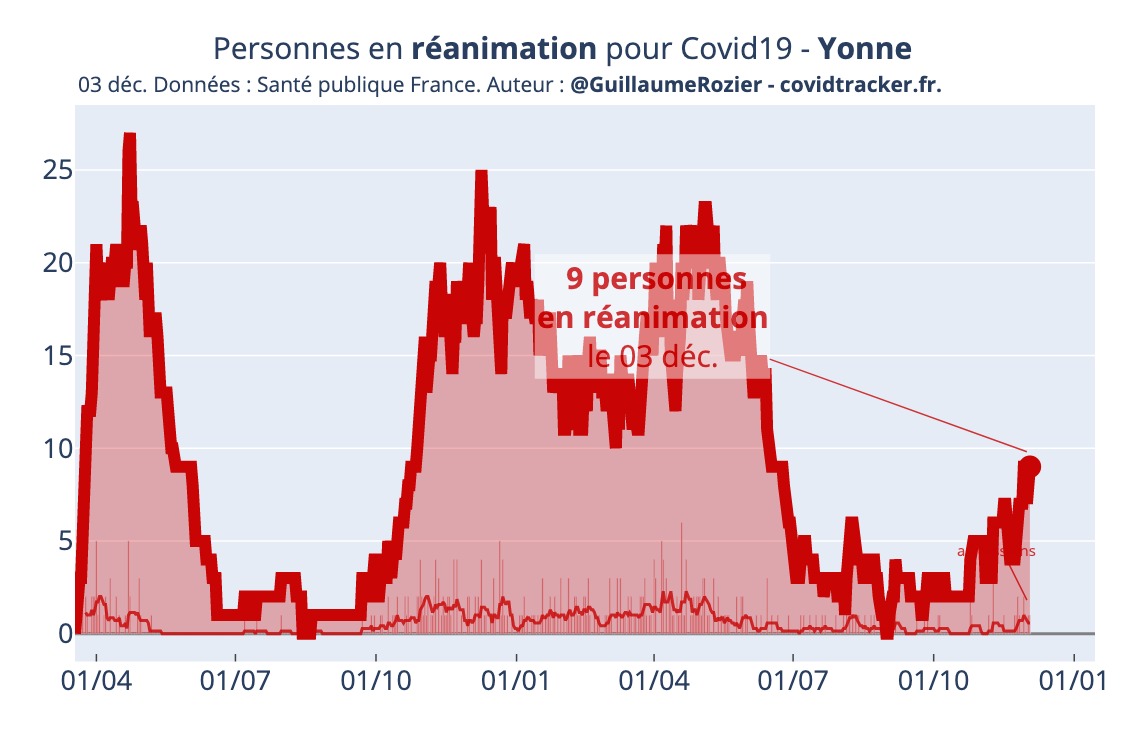 Personnes en réanimation pour Covid19 - Yonne
03 déc. Données : Santé publique France. Auteur : @GuillaumeRozier - covidtracker.fr.
25
20
15
10
5
0
9 personnes
en réanimation
le 03 déc.
01/04 01/07 01/10 01/01 01/04 01/07 01/10 01/01